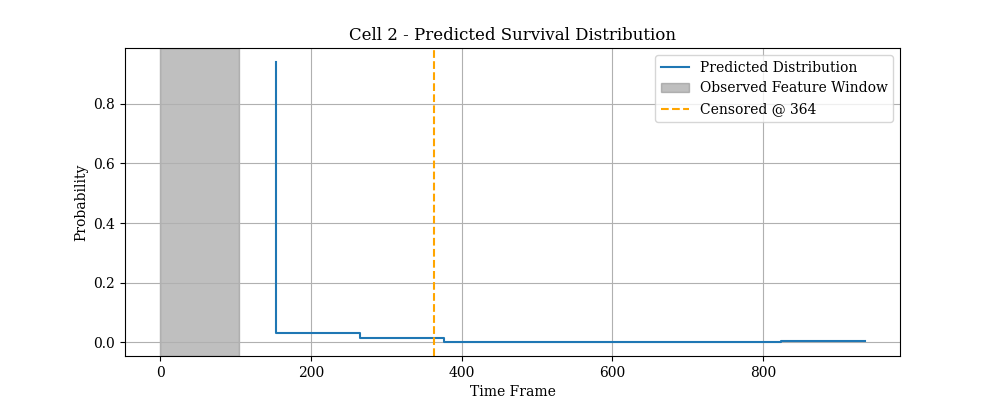 Cell 2 - Predicted Survival Distribution
Predicted Distribution
Observed Feature Window
Censored @ 364
Probability
0.8
0.6
0.4
0.2
0.0
0 200 400 600 800
Time Frame